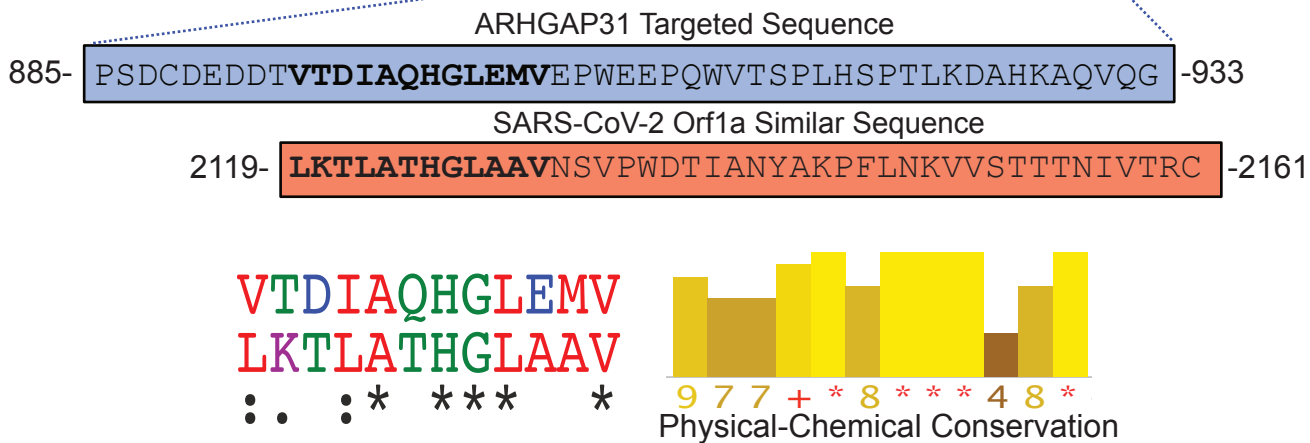 ARHGAP31 Targeted Sequence
885- PSDCDEDDTVTDIAQHGLEMVEPWEEPQWVTSPLHSPTLKDAHKAQVQG -933
SARS-CoV-2 Orf1a Similar Sequence
2119- LKTLATHGLAAVNSVPWDTIANYAKPFLNKVVSTTTNIVTRC -2161
VTDIAQHGLEMV
LKTLATHGLAAV
:. :* *** *
977+*8***48*
Physical-Chemical Conservation